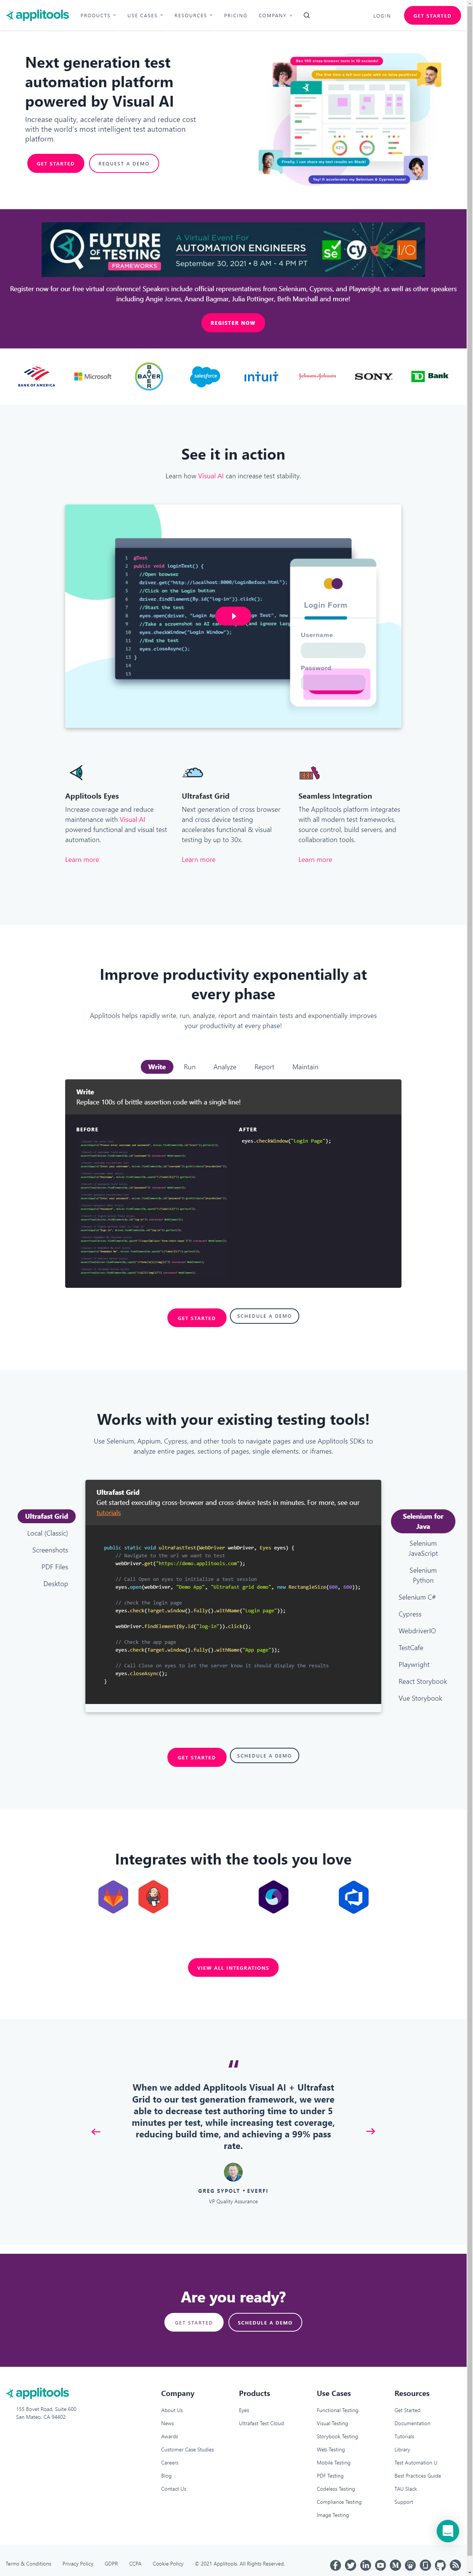 applitools
PRODUCTS
USE CASES
RESOURCES
PRICING
COMPANY
LOGIN
GET STARTED
Next generation test
automation platform
powered by Visual AI
Increase quality, accelerate delivery and reduce cost
with the world's most intelligent test automation
platform.
GET STARTED
REQUEST A DEMO
Ran 100 cross-browser tests in 10 seconds!
Finally, I can share my test results on Slack!
Yep! It accelerates my Selenium & Cypress tests!
FUTURE
OF TESTING
FRAMEWORKS
A Virtual Event For
AUTOMATION ENGINEERS
September 30, 2021 • 8 AM - 4 PM PT
Se
cy
I/O
Register now for our free virtual conference! Speakers include official representatives from Selenium, Cypress, and Playwright, as well as other speakers
including Angie Jones, Anand Bagmar, Julia Pottinger, Beth Marshall and more!
REGISTER NOW
BANK OF AMERICA
Microsoft
BAYER
salesforce
intuit
Johnson & Johnson
SONY
TD Bank
See it in action
Learn how Visual AI can increase test stability.
1 @Test
2 public void loginTest() {
3 //Open browser
4 driver.get("http://localhost:8080/loginBefore.html");
5 //Click on the Login button
6 driver.findElement(By.id("log-in")).click();
7 //Start the test
8 eyes.open(driver, "Login Age Test", new
9 //Take a screenshot so AI can and ignore larg
10 eyes.checkWindow("Login Window");
11 //End the test
12 eyes.closeAsync();
13 }
14
15
Login Form
Username
Password
Applitools Eyes
Increase coverage and reduce
maintenance with Visual AI
powered functional and visual test
automation.
Learn more
Ultrafast Grid
Next generation of cross browser
and cross device testing
accelerates functional & visual
testing by up to 30x.
Learn more
Seamless Integration
The Applitools platform integrates
with all modern test frameworks,
source control, build servers, and
collaboration tools.
Learn more
Improve productivity exponentially at
every phase
Applitools helps rapidly write, run, analyze, report and maintain tests and exponentially improves
your productivity at every phase!
Write
Run
Analyze
Report
Maintain
Write
Replace 100s of brittle assertion code with a single line!
BEFORE
AFTER
eyes.checkWindow("Login Page");
GET STARTED
SCHEDULE A DEMO
Works with your existing testing tools!
Use Selenium, Appium, Cypress, and other tools to navigate pages and use Applitools SDKs to
analyze entire pages, sections of pages, single elements, or iframes.
Ultrafast Grid
Local (Classic)
Screenshots
PDF Files
Desktop
Ultrafast Grid
Get started executing cross-browser and cross-device tests in minutes. For more, see our
tutorials
public static void ultraFastTest(WebDriver webDriver, Eyes eyes) {
// Navigate to the url we want to test
webDriver.get("https://demo.applitools.com");
// Call Open on eyes to initialize a test session
eyes.open(webDriver, "Demo App", "Ultrafast grid demo", new RectangleSize(800, 600));
// check the login page
eyes.check(Target.window().fully().withName("Login page"));
webDriver.findElement(By.id("log-in")).click();
// Check the app page
eyes.check(Target.window().fully().withName("App page"));
// Call Close on eyes to let the server know it should display the results
eyes.closeAsync();
}
Selenium for
Java
Selenium
JavaScript
Selenium
Python
Selenium C#
Cypress
WebdriverIO
TestCafe
Playwright
React Storybook
Vue Storybook
GET STARTED
SCHEDULE A DEMO
Integrates with the tools you love
VIEW ALL INTEGRATIONS
When we added Applitools Visual AI + Ultrafast
Grid to our test generation framework, we were
able to decrease test authoring time to under 5
minutes per test, while increasing test coverage,
reducing build time, and achieving a 99% pass
rate.
GREG SYPOLT • EVERFI
VP Quality Assurance
Are you ready?
GET STARTED
SCHEDULE A DEMO
applitools
155 Bovet Road, Suite 600
San Mateo, CA 94402
Company
About Us
News
Awards
Customer Case Studies
Careers
Blog
Contact Us
Products
Eyes
Ultrafast Test Cloud
Use Cases
Functional Testing
Visual Testing
Storybook Testing
Web Testing
Mobile Testing
PDF Testing
Codeless Testing
Compliance Testing
Image Testing
Resources
Get Started
Documentation
Tutorials
Library
Test Automation U
Best Practices Guide
TAU Slack
Support
Terms & Conditions
Privacy Policy
GDPR
CCPA
Cookie Policy
© 2021 Applitools. All Rights Reserved.